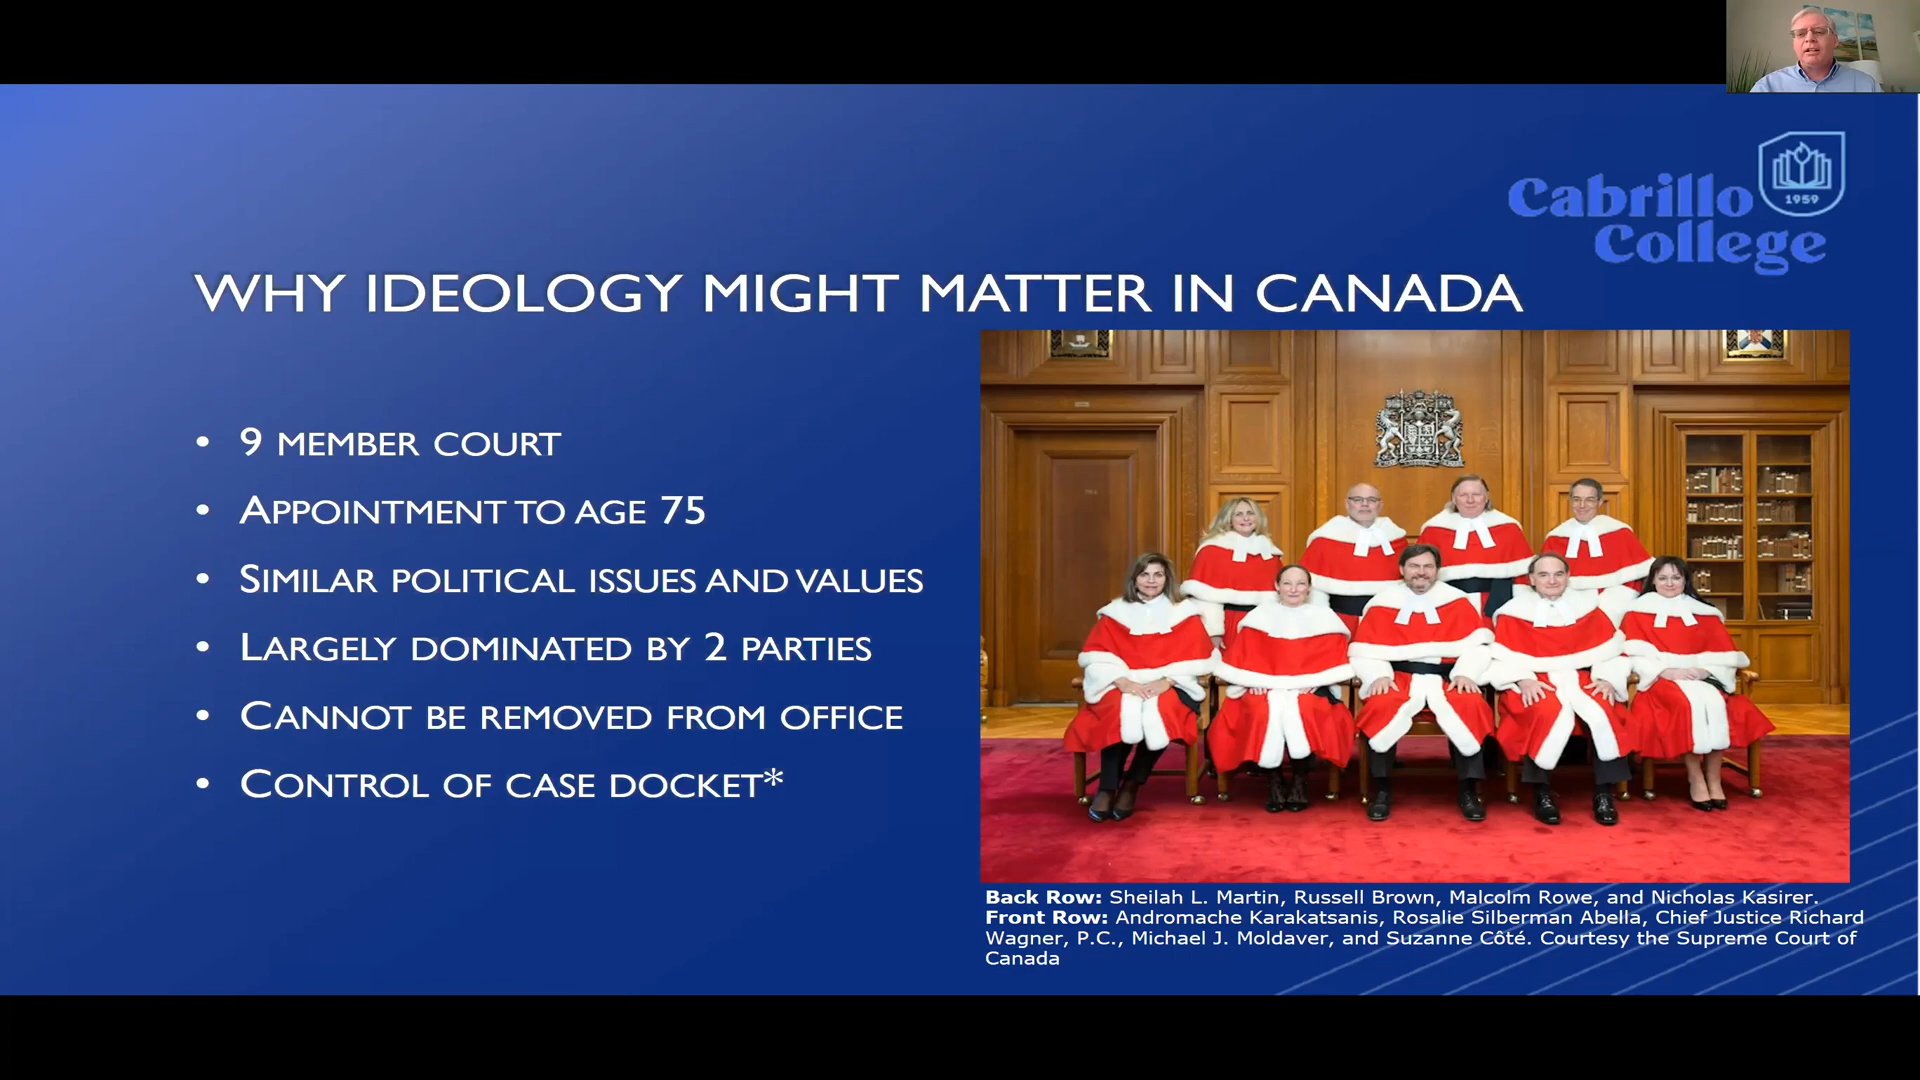 Cabrillo
College
1959
WHY IDEOLOGY MIGHT MATTER IN CANADA
• 9 MEMBER COURT
• APPOINTMENT TO AGE 75
• SIMILAR POLITICAL ISSUES AND VALUES
• LARGELY DOMINATED BY 2 PARTIES
• CANNOT BE REMOVED FROM OFFICE
• CONTROL OF CASE DOCKET*
Back Row: Sheilah L. Martin, Russell Brown, Malcolm Rowe, and Nicholas Kasirer.
Front Row: Andromache Karakatsanis, Rosalie Silberman Abella, Chief Justice Richard
Wagner, P.C., Michael J. Moldaver, and Suzanne Côté. Courtesy the Supreme Court of
Canada